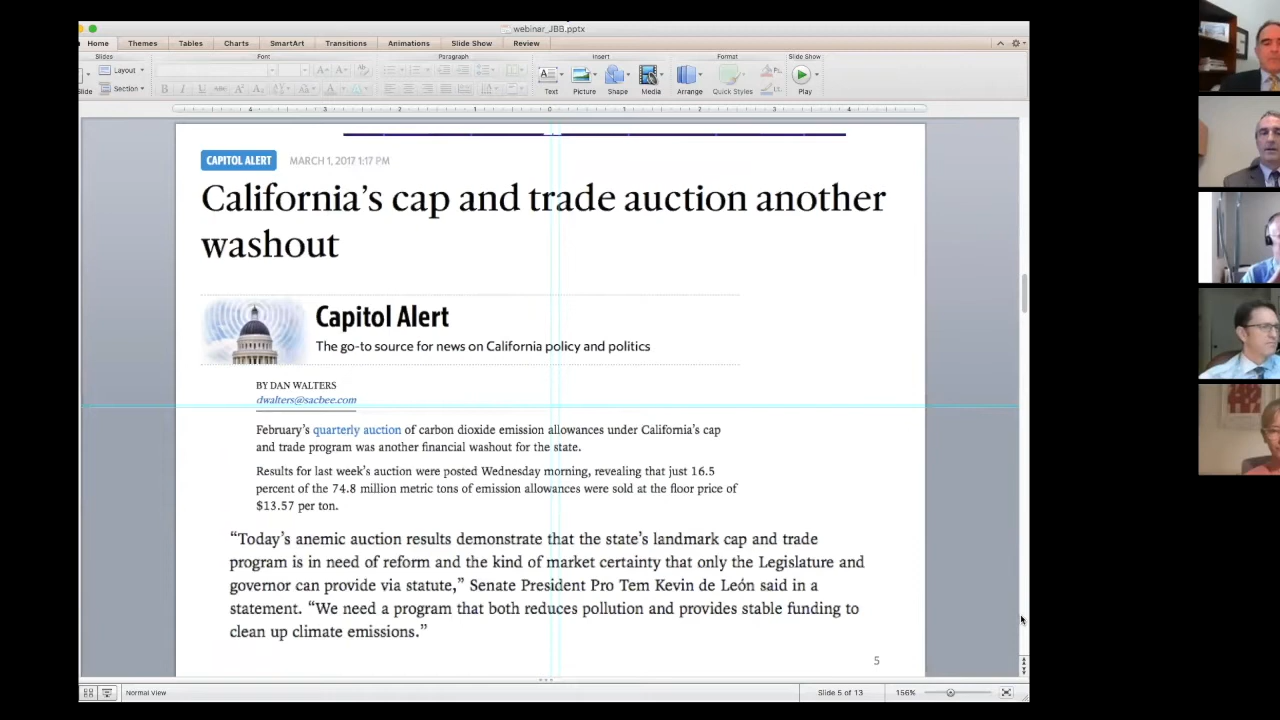 webinar_JBB.pptx
Home Themes Tables Charts SmartArt Transitions Animations Slide Show Review
Slides Font Paragraph Insert Format Slide Show
Layout
Section
Text Picture Shape Media Arrange Quick Styles Play
CAPITOL ALERT MARCH 1, 2017 1:17 PM
California’s cap and trade auction another
washout
Capitol Alert
The go-to source for news on California policy and politics
BY DAN WALTERS
dwalters@sacbee.com
February’s quarterly auction of carbon dioxide emission allowances under California’s cap
and trade program was another financial washout for the state.
Results for last week’s auction were posted Wednesday morning, revealing that just 16.5
percent of the 74.8 million metric tons of emission allowances were sold at the floor price of
$13.57 per ton.
“Today’s anemic auction results demonstrate that the state’s landmark cap and trade
program is in need of reform and the kind of market certainty that only the Legislature and
governor can provide via statute,” Senate President Pro Tem Kevin de León said in a
statement. “We need a program that both reduces pollution and provides stable funding to
clean up climate emissions.”
5
Normal View Slide 5 of 13 156%